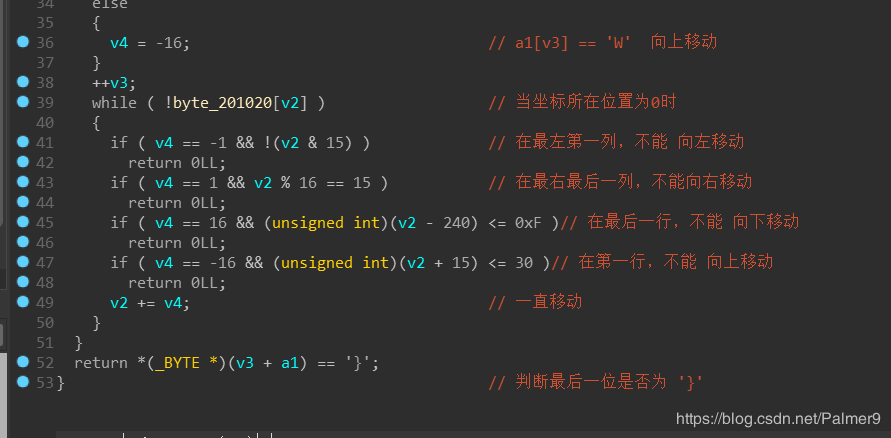 34 else
35 {
36 v4 = -16; // a1[v3] == 'W' 向上移动
37 }
38 ++v3;
39 while ( !byte_201020[v2] ) // 当坐标所在位置为0时
40 {
41 if ( v4 == -1 && !(v2 & 15) ) // 在最左第一列，不能 向左移动
42 return 0LL;
43 if ( v4 == 1 && v2 % 16 == 15 ) // 在最右最后一列，不能向右移动
44 return 0LL;
45 if ( v4 == 16 && (unsigned int)(v2 - 240) <= 0xF )// 在最后一行，不能 向下移动
46 return 0LL;
47 if ( v4 == -16 && (unsigned int)(v2 + 15) <= 30 )// 在第一行，不能 向上移动
48 return 0LL;
49 v2 += v4; // 一直移动
50 }
51 }
52 return *(_BYTE *)(v3 + a1) == '}';
53 } // 判断最后一位是否为 '}'
https://blog.csdn.net/Palmer9